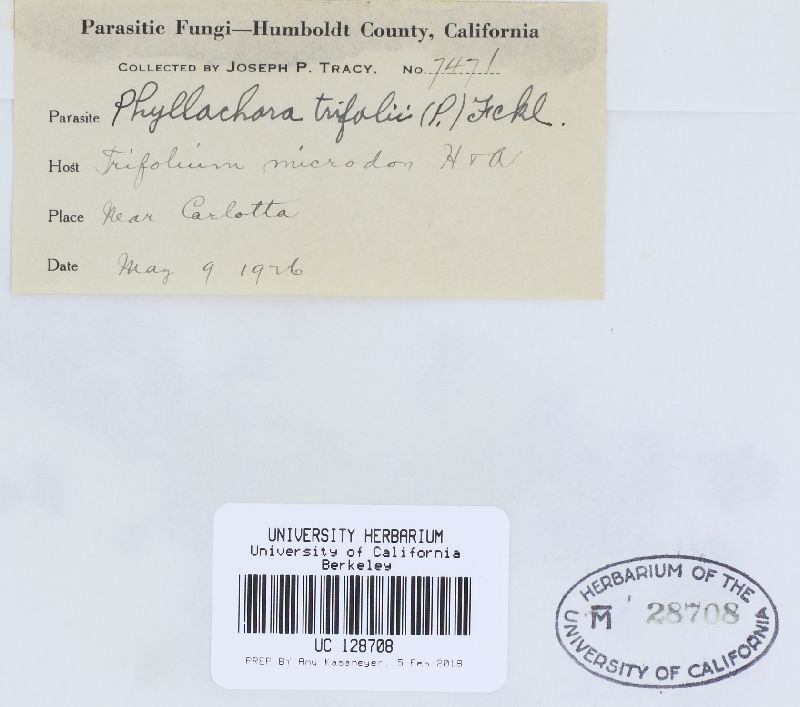 Parasitic Fungi—Humboldt County, California
COLLECTED BY JOSEPH P. TRACY. NO. 7471
Parasite Phyllachora trifolii (P.) Fckl.
Host Trifolium microdon H & A
Place Near Carlotta
Date May 9 1926
UNIVERSITY HERBARIUM
University of California
Berkeley
UC 128708
PREP BY Amy Kasameyer, 5 Feb 2018
HERBARIUM OF THE
M 28708
UNIVERSITY OF CALIFORNIA